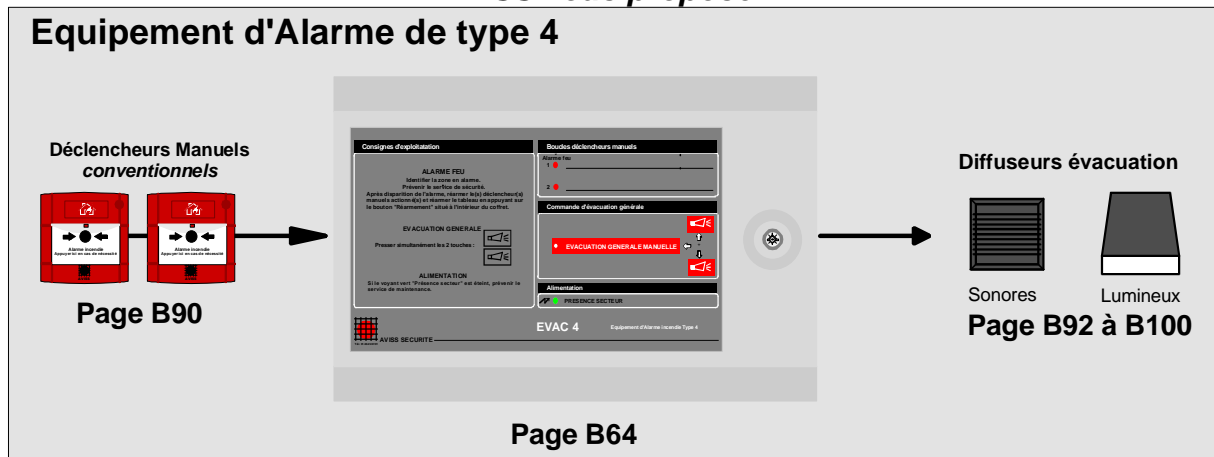 Equipement d'Alarme de type 4
Déclencheurs Manuels
conventionnels
Alarme incendie
Appuyer ici en cas de nécessité
Alarme incendie
Appuyer ici en cas de nécessité
Page B90
Consignes d'exploitatation
ALARME FEU
Identifier la zone en alarme.
Prévenir le service de sécurité.
Après disparition de l'alarme, réarmer le(s) déclencheur(s)
manuels actionné(s) et réarmer le tableau en appuyant sur
le bouton "Réarmement" situé à l'intérieur du coffret.
EVACUATION GENERALE
Presser simultanément les 2 touches :
ALIMENTATION
Si le voyant vert "Présence secteur" est éteint, prévenir le
service de maintenance.
AVISS SECURITE
Boucles déclencheurs manuels
Alarme feu
1
2
Commande d'évacuation générale
EVACUATION GENERALE MANUELLE
Alimentation
PRESENCE SECTEUR
EVAC 4
Equipement d'Alarme incendie Type 4
Page B64
Diffuseurs évacuation
Sonores
Lumineux
Page B92 à B100